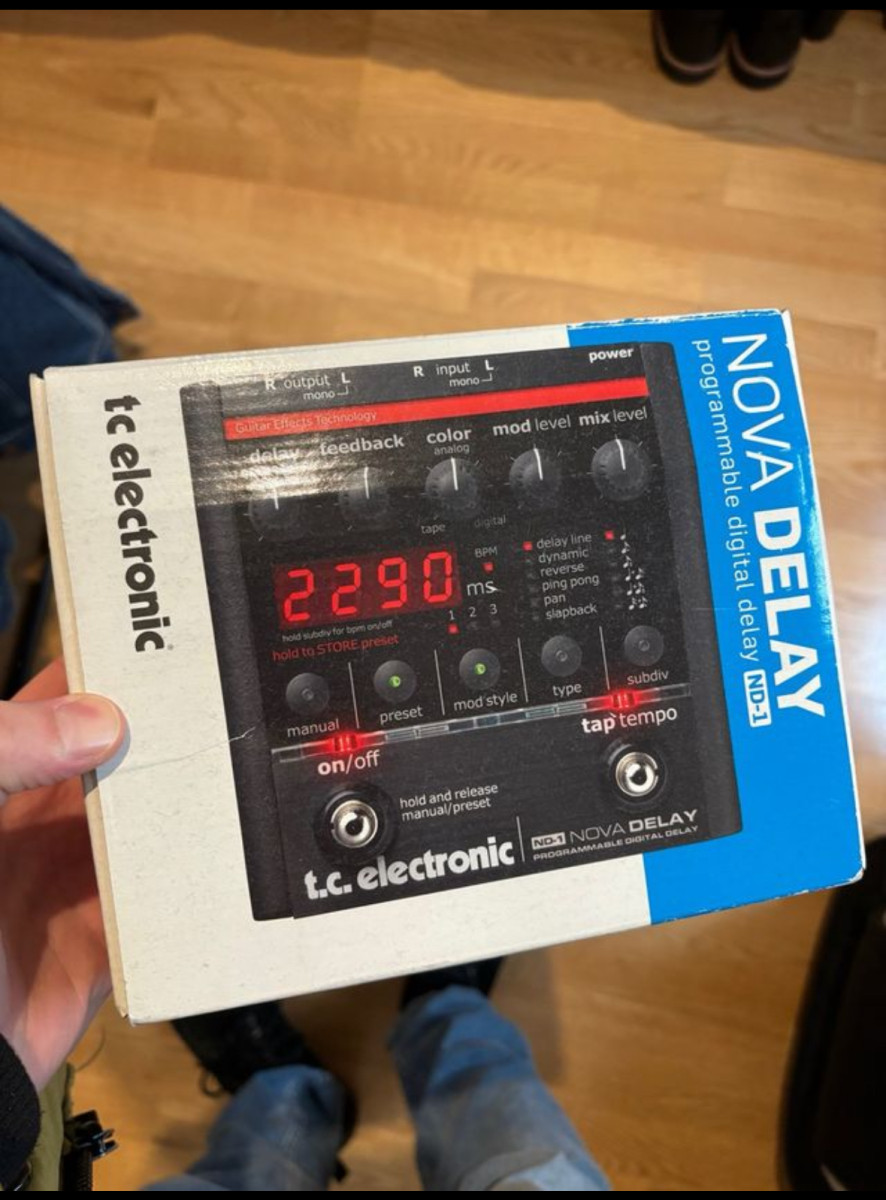 tc electronic
NOVA DELAY
programmable digital delay ND-1
R output L
mono
R input L
mono
power
Guitar Effects Technology
delay
feedback
color
analog
mod level
mix level
tape
digital
2290
BPM
ms
1 2 3
delay line
dynamic
reverse
ping pong
pan
slapback
hold subdiv for bpm on/off
hold to STORE preset
manual
preset
mod style
type
subdiv
on/off
tap tempo
hold and release
manual/preset
t.c. electronic
ND-1 NOVA DELAY
PROGRAMMABLE DIGITAL DELAY